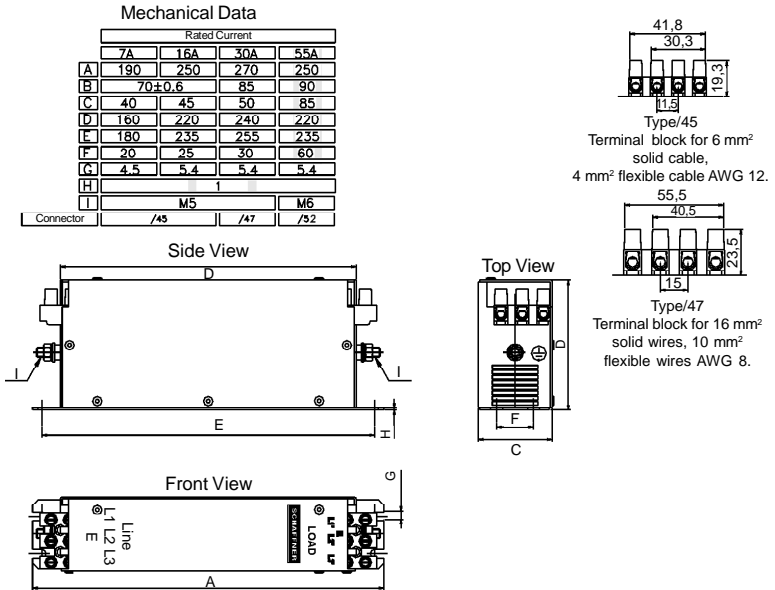 Mechanical Data
Rated Current
7A 16A 30A 55A
A 190 250 270 250
B 70±0.6 85 90
C 40 45 50 85
D 160 220 240 220
E 180 235 255 235
F 20 25 30 60
G 4.5 5.4 5.4 5.4
H 1
I M5 M6
Connector /45 /47 /52
41,8
30,3
19,3
11,5
Type/45
Terminal block for 6 mm²
solid cable,
4 mm² flexible cable AWG 12.
55,5
40,5
23,5
15
Type/47
Terminal block for 16 mm²
solid wires, 10 mm²
flexible wires AWG 8.
Side View
D
I
I
E
H
Top View
D
F
C
Front View
G
Line
L1 L2 L3
E
SCHAFFNER
LOAD
A